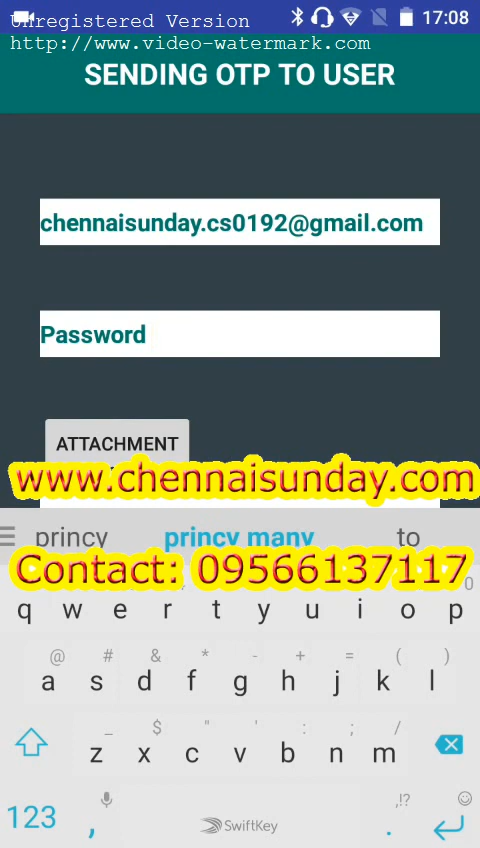 Unregistered Version
17:08
http://www.video-watermark.com
SENDING OTP TO USER
chennaisunday.cs0192@gmail.com
Password
ATTACHMENT
www.chennaisunday.com
princy princy many to
Contact: 09566137117
0
q w e r t y u i o p
@ # & * - + = ( )
a s d f g h j k l
_ $ " ' : ; /
z x c v b n m
,!?
123 , SwiftKey .